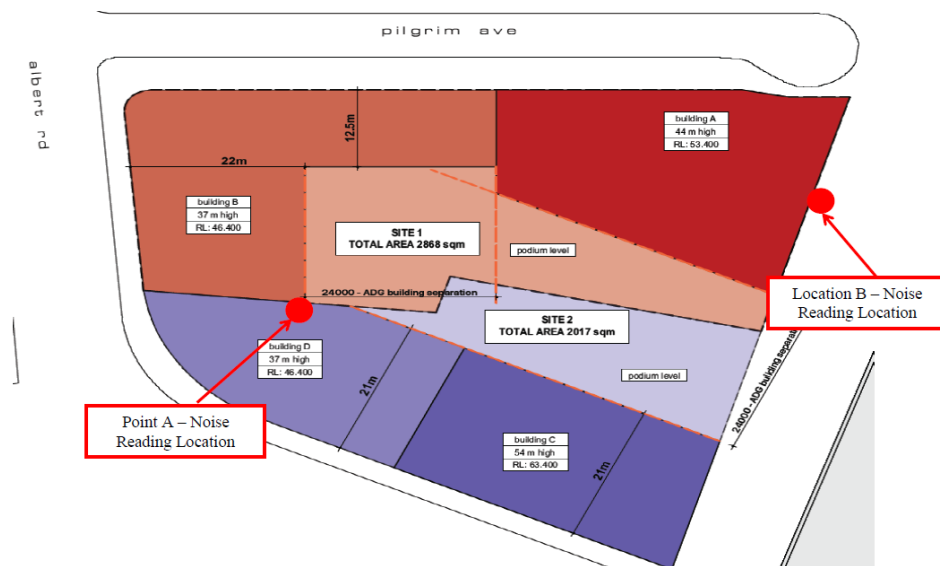 pilgrim ave
albert rd
building A
44 m high
RL: 53.400
12.5m
22m
building B
37 m high
RL: 46.400
SITE 1
TOTAL AREA 2868 sqm
podium level
24000 - ADG building separation
Location B – Noise
Reading Location
SITE 2
TOTAL AREA 2017 sqm
building D
37 m high
RL: 46.400
21m
podium level
24000 - ADG building separation
Point A – Noise
Reading Location
building C
54 m high
RL: 63.400
21m